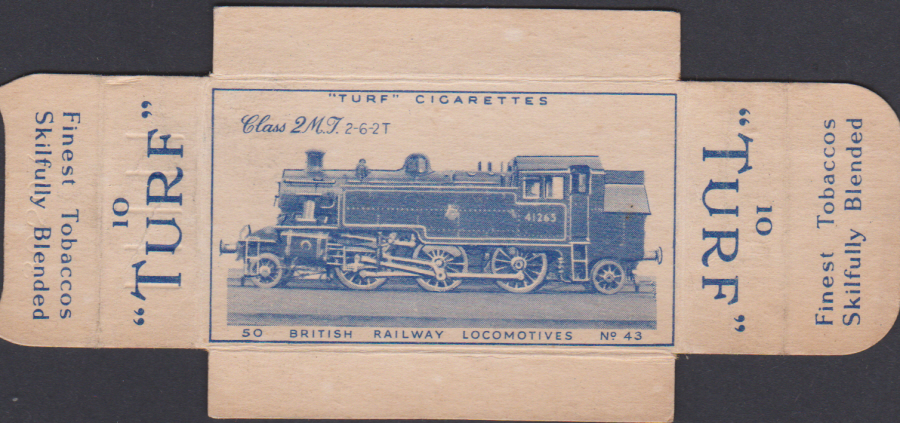 Finest Tobaccos
Skilfully Blended
"TURF"
10
"TURF" CIGARETTES
Class 2M.T. 2-6-2T
41263
50 BRITISH RAILWAY LOCOMOTIVES Nº 43
"TURF"
10
Finest Tobaccos
Skilfully Blended